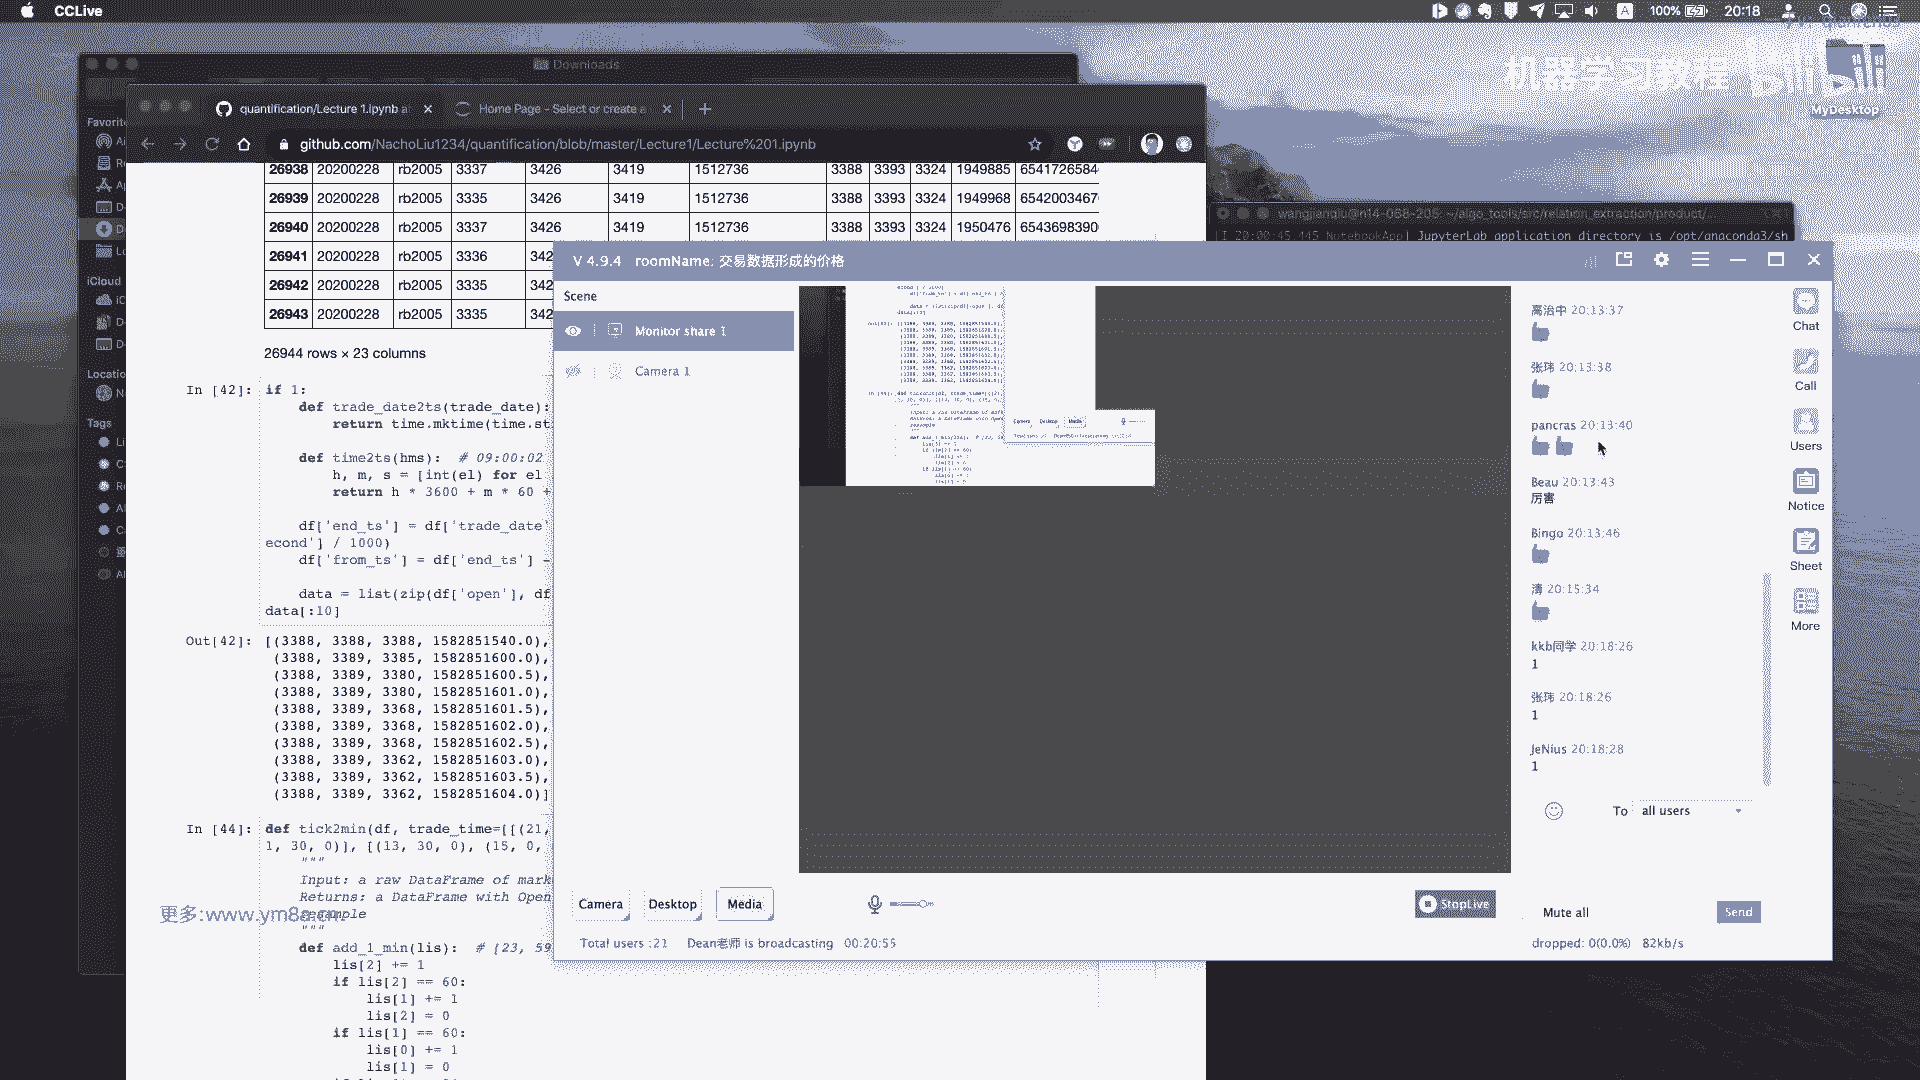 CCLive
100%
20:18
机器学习教程
bilibili
MyDesktop
Downloads
Favorite
iCloud
Locatio
Tags
quantification/Lecture 1.ipynb a
Home Page - Select or create a
github.com/NachoLiu1234/quantification/blob/master/Lecture1/Lecture%201.ipynb
26938 20200228 rb2005 3337 3426 3419 1512736 3388 3393 3324 1949885 6541726584
26939 20200228 rb2005 3335 3426 3419 1512736 3388 3393 3324 1949968 6542003467
26940 20200228 rb2005 3337 3426 3419 1512736 3388 3393 3324 1950476 6543698390
26941 20200228 rb2005 3336 342
26942 20200228 rb2005 3335 342
26943 20200228 rb2005 3335 342
26944 rows × 23 columns
In [42]: if 1:
def trade_date2ts(trade_date):
return time.mktime(time.st
def time2ts(hms): # 09:00:02
h, m, s = [int(el) for el
return h * 3600 + m * 60 +
df['end_ts'] = df['trade_date'
econd'] / 1000)
df['from_ts'] = df['end_ts'] -
data = list(zip(df['open'], df
data[:10]
Out[42]: [(3388, 3388, 3388, 1582851540.0),
(3388, 3389, 3385, 1582851600.0),
(3388, 3389, 3380, 1582851600.5),
(3388, 3389, 3380, 1582851601.0),
(3388, 3389, 3368, 1582851601.5),
(3388, 3389, 3368, 1582851602.0),
(3388, 3389, 3368, 1582851602.5),
(3388, 3389, 3362, 1582851603.0),
(3388, 3389, 3362, 1582851603.5),
(3388, 3389, 3362, 1582851604.0)]
In [44]: def tick2min(df, trade_time=[[(21,
1, 30, 0)], [(13, 30, 0), (15, 0,
"""
Input: a raw DataFrame of mark
Returns: a DataFrame with Open
resample
"""
更多:www.ym8a.cn
def add_1_min(lis): # [23, 59
lis[2] += 1
if lis[2] == 60:
lis[1] += 1
lis[2] = 0
if lis[1] == 60:
lis[0] += 1
lis[1] = 0
wangjianqiu@n14-068-205: ~/algo_tools/src/relation_extraction/product/...
[I 20:00:45.445 NotebookApp] JupyterLab application directory is /opt/anaconda3/sh
V 4.9.4 roomName: 交易数据形成的价格
Scene
Monitor share 1
Camera 1
Camera
Desktop
Media
StopLive
Total users :21
Dean老师 is broadcasting
00:20:55
高治中 20:13:37
张玮 20:13:38
pancras 20:13:40
Beau 20:13:43
厉害
Bingo 20:13:46
清 20:15:34
kkb同学 20:18:26
1
张玮 20:18:26
1
JeNius 20:18:28
1
To all users
Mute all
Send
dropped: 0(0.0%) 82kb/s
Chat
Call
Users
Notice
Sheet
More